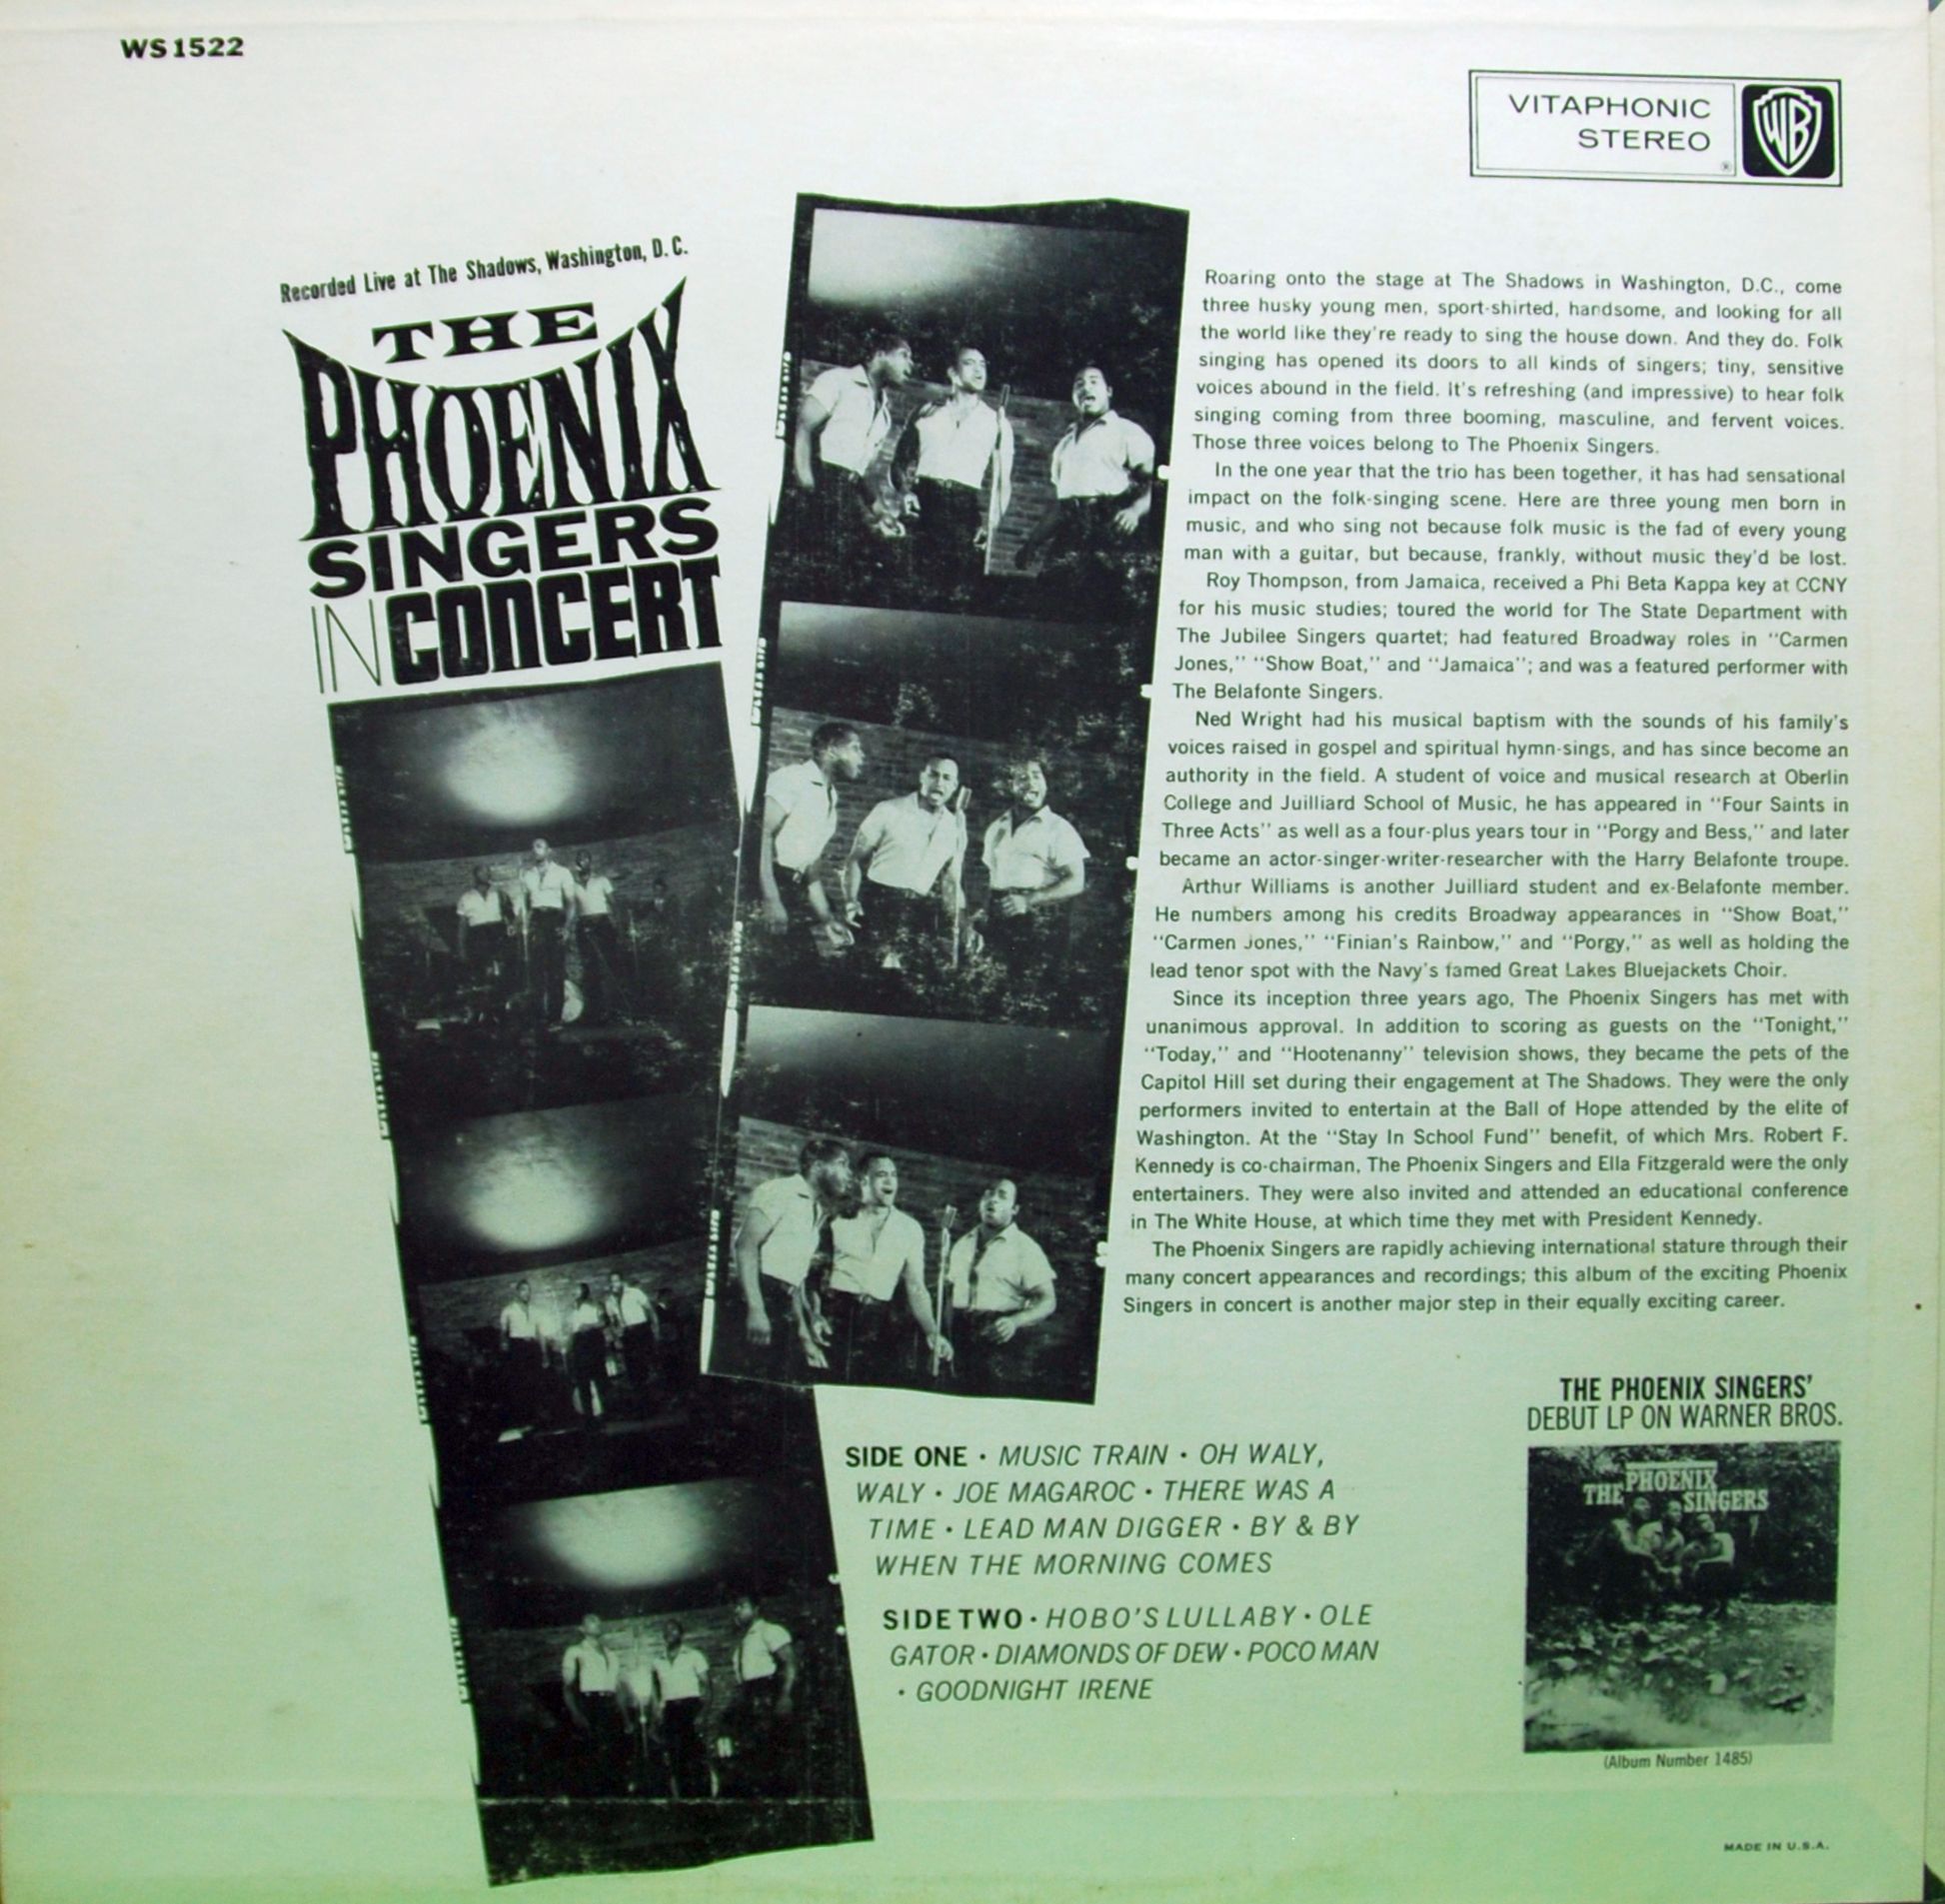 WS1522
VITAPHONIC
STEREO
WB
Recorded Live at The Shadows, Washington, D.C.
THE
PHOENIX
SINGERS
IN CONCERT
Roaring onto the stage at The Shadows in Washington, D.C., come
three husky young men, sport-shirted, handsome, and looking for all
the world like they're ready to sing the house down. And they do. Folk
singing has opened its doors to all kinds of singers; tiny, sensitive
voices abound in the field. It's refreshing (and impressive) to hear folk
singing coming from three booming, masculine, and fervent voices.
Those three voices belong to The Phoenix Singers.
In the one year that the trio has been together, it has had sensational
impact on the folk-singing scene. Here are three young men born in
music, and who sing not because folk music is the fad of every young
man with a guitar, but because, frankly, without music they'd be lost.
Roy Thompson, from Jamaica, received a Phi Beta Kappa key at CCNY
for his music studies; toured the world for The State Department with
The Jubilee Singers quartet; had featured Broadway roles in "Carmen
Jones," "Show Boat," and "Jamaica"; and was a featured performer with
The Belafonte Singers.
Ned Wright had his musical baptism with the sounds of his family's
voices raised in gospel and spiritual hymn-sings, and has since become an
authority in the field. A student of voice and musical research at Oberlin
College and Juilliard School of Music, he has appeared in "Four Saints in
Three Acts" as well as a four-plus years tour in "Porgy and Bess," and later
became an actor-singer-writer-researcher with the Harry Belafonte troupe.
Arthur Williams is another Juilliard student and ex-Belafonte member.
He numbers among his credits Broadway appearances in "Show Boat,"
"Carmen Jones," "Finian's Rainbow," and "Porgy," as well as holding the
lead tenor spot with the Navy's famed Great Lakes Bluejackets Choir.
Since its inception three years ago, The Phoenix Singers has met with
unanimous approval. In addition to scoring as guests on the "Tonight,"
"Today," and "Hootenanny" television shows, they became the pets of the
Capitol Hill set during their engagement at The Shadows. They were the only
performers invited to entertain at the Ball of Hope attended by the elite of
Washington. At the "Stay In School Fund" benefit, of which Mrs. Robert F.
Kennedy is co-chairman, The Phoenix Singers and Ella Fitzgerald were the only
entertainers. They were also invited and attended an educational conference
in The White House, at which time they met with President Kennedy.
The Phoenix Singers are rapidly achieving international stature through their
many concert appearances and recordings; this album of the exciting Phoenix
Singers in concert is another major step in their equally exciting career.
SIDE ONE • MUSIC TRAIN • OH WALY,
WALY • JOE MAGAROC • THERE WAS A
TIME • LEAD MAN DIGGER • BY & BY
WHEN THE MORNING COMES
SIDE TWO • HOBO'S LULLABY • OLE
GATOR • DIAMONDS OF DEW • POCO MAN
• GOODNIGHT IRENE
THE PHOENIX SINGERS'
DEBUT LP ON WARNER BROS.
THE PHOENIX
SINGERS
(Album Number 1485)
MADE IN U.S.A.